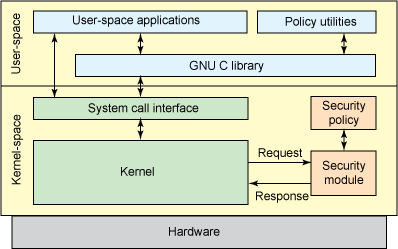 User-space
User-space applications
Policy utilities
GNU C library
Kernel-space
System call interface
Security
policy
Kernel
Request
Response
Security
module
Hardware